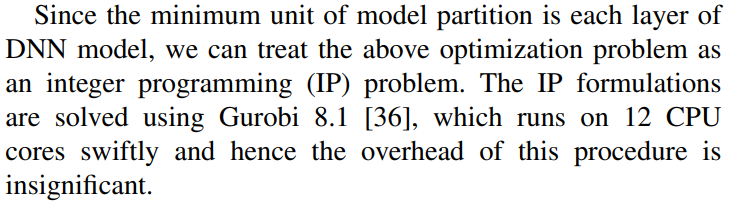 Since the minimum unit of model partition is each layer of
DNN model, we can treat the above optimization problem as
an integer programming (IP) problem. The IP formulations
are solved using Gurobi 8.1 [36], which runs on 12 CPU
cores swiftly and hence the overhead of this procedure is
insignificant.